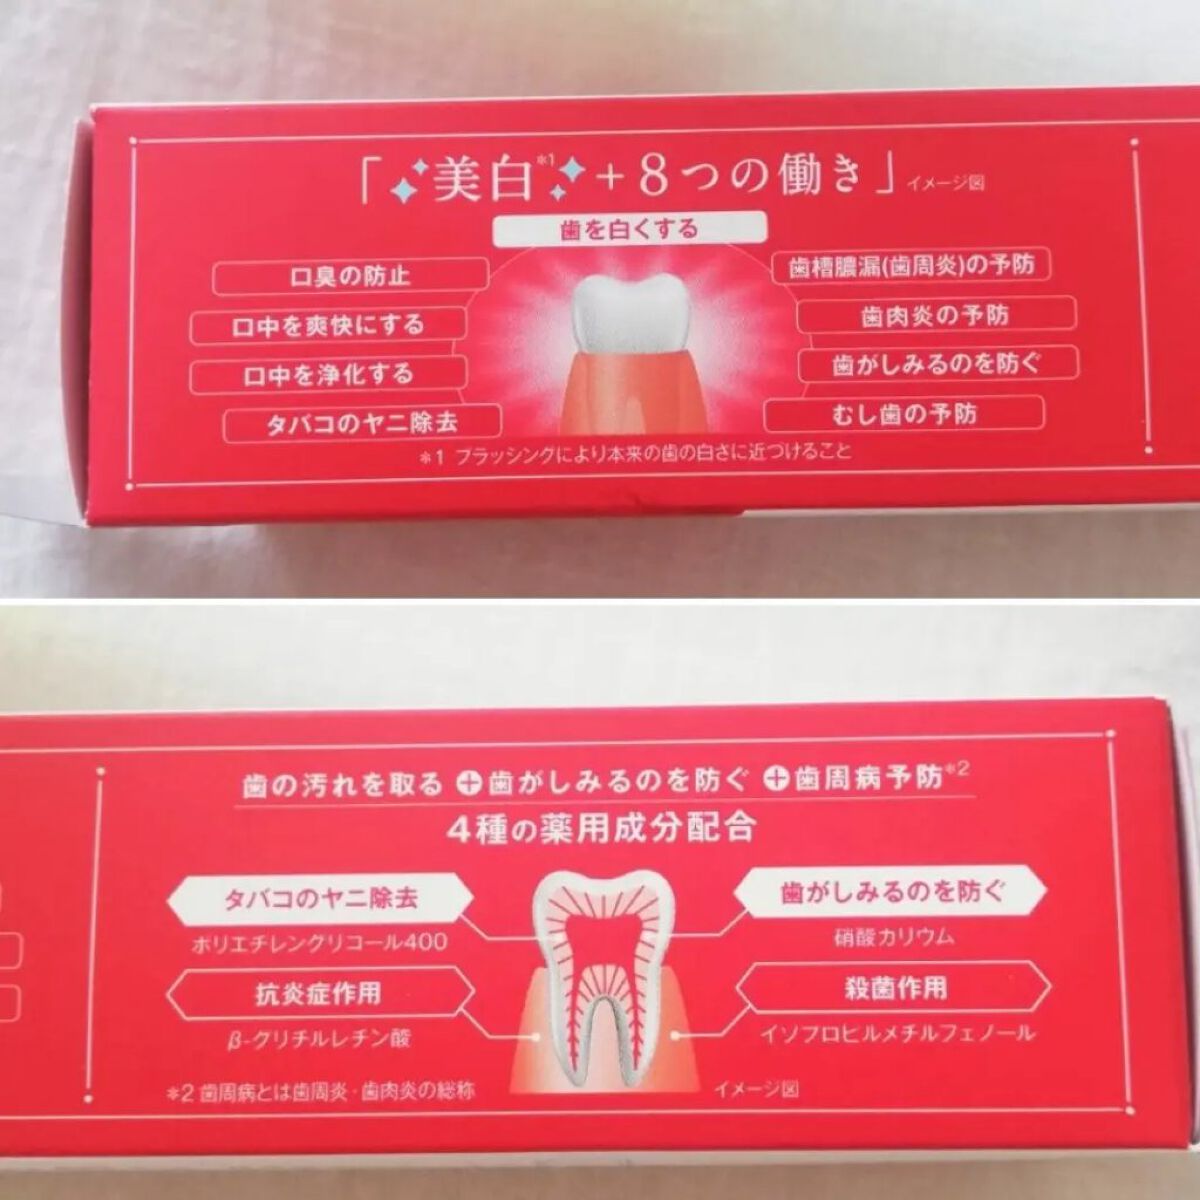 「美白*1+8つの働き」イメージ図
歯を白くする
口臭の防止
口中を爽快にする
口中を浄化する
タバコのヤニ除去
歯槽膿漏(歯周炎)の予防
歯肉炎の予防
歯がしみるのを防ぐ
むし歯の予防
*1 ブラッシングにより本来の歯の白さに近づけること
歯の汚れを取る+歯がしみるのを防ぐ+歯周病予防*2
4種の薬用成分配合
タバコのヤニ除去
ポリエチレングリコール400
抗炎症作用
β-グリチルレチン酸
歯がしみるのを防ぐ
硝酸カリウム
殺菌作用
イソプロピルメチルフェノール
*2 歯周病とは歯周炎・歯肉炎の総称
イメージ図